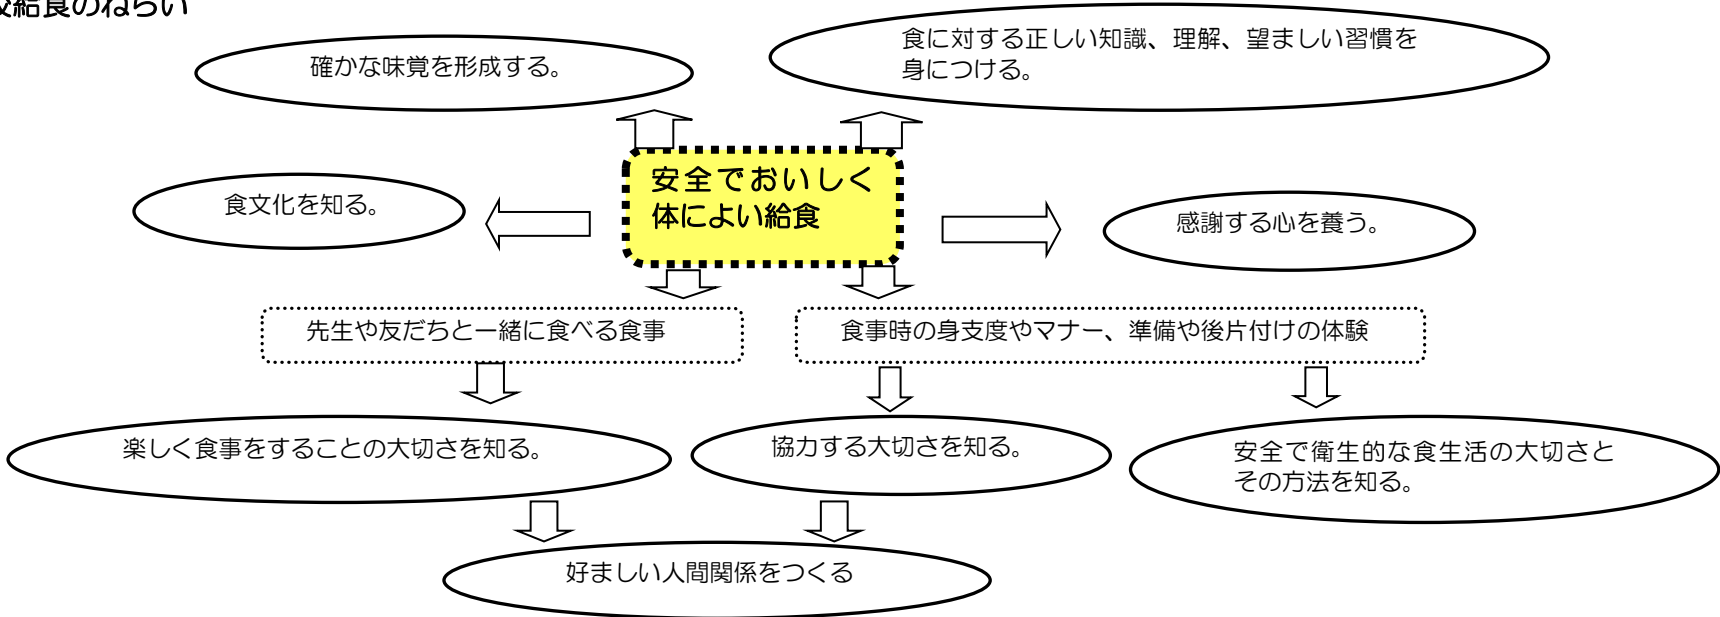 給食のねらい
確かな味覚を形成する。
食に対する正しい知識、理解、望ましい習慣を
身につける。
安全でおいしく
体によい給食
食文化を知る。
感謝する心を養う。
先生や友だちと一緒に食べる食事
食事時の身支度やマナー、準備や後片付けの体験
楽しく食事をすることの大切さを知る。
協力する大切さを知る。
安全で衛生的な食生活の大切さと
その方法を知る。
好ましい人間関係をつくる